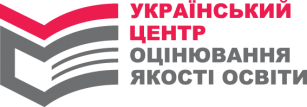 УКРАЇНСЬКИЙ
ЦЕНТР
ОЦІНЮВАННЯ
ЯКОСТІ ОСВІТИ